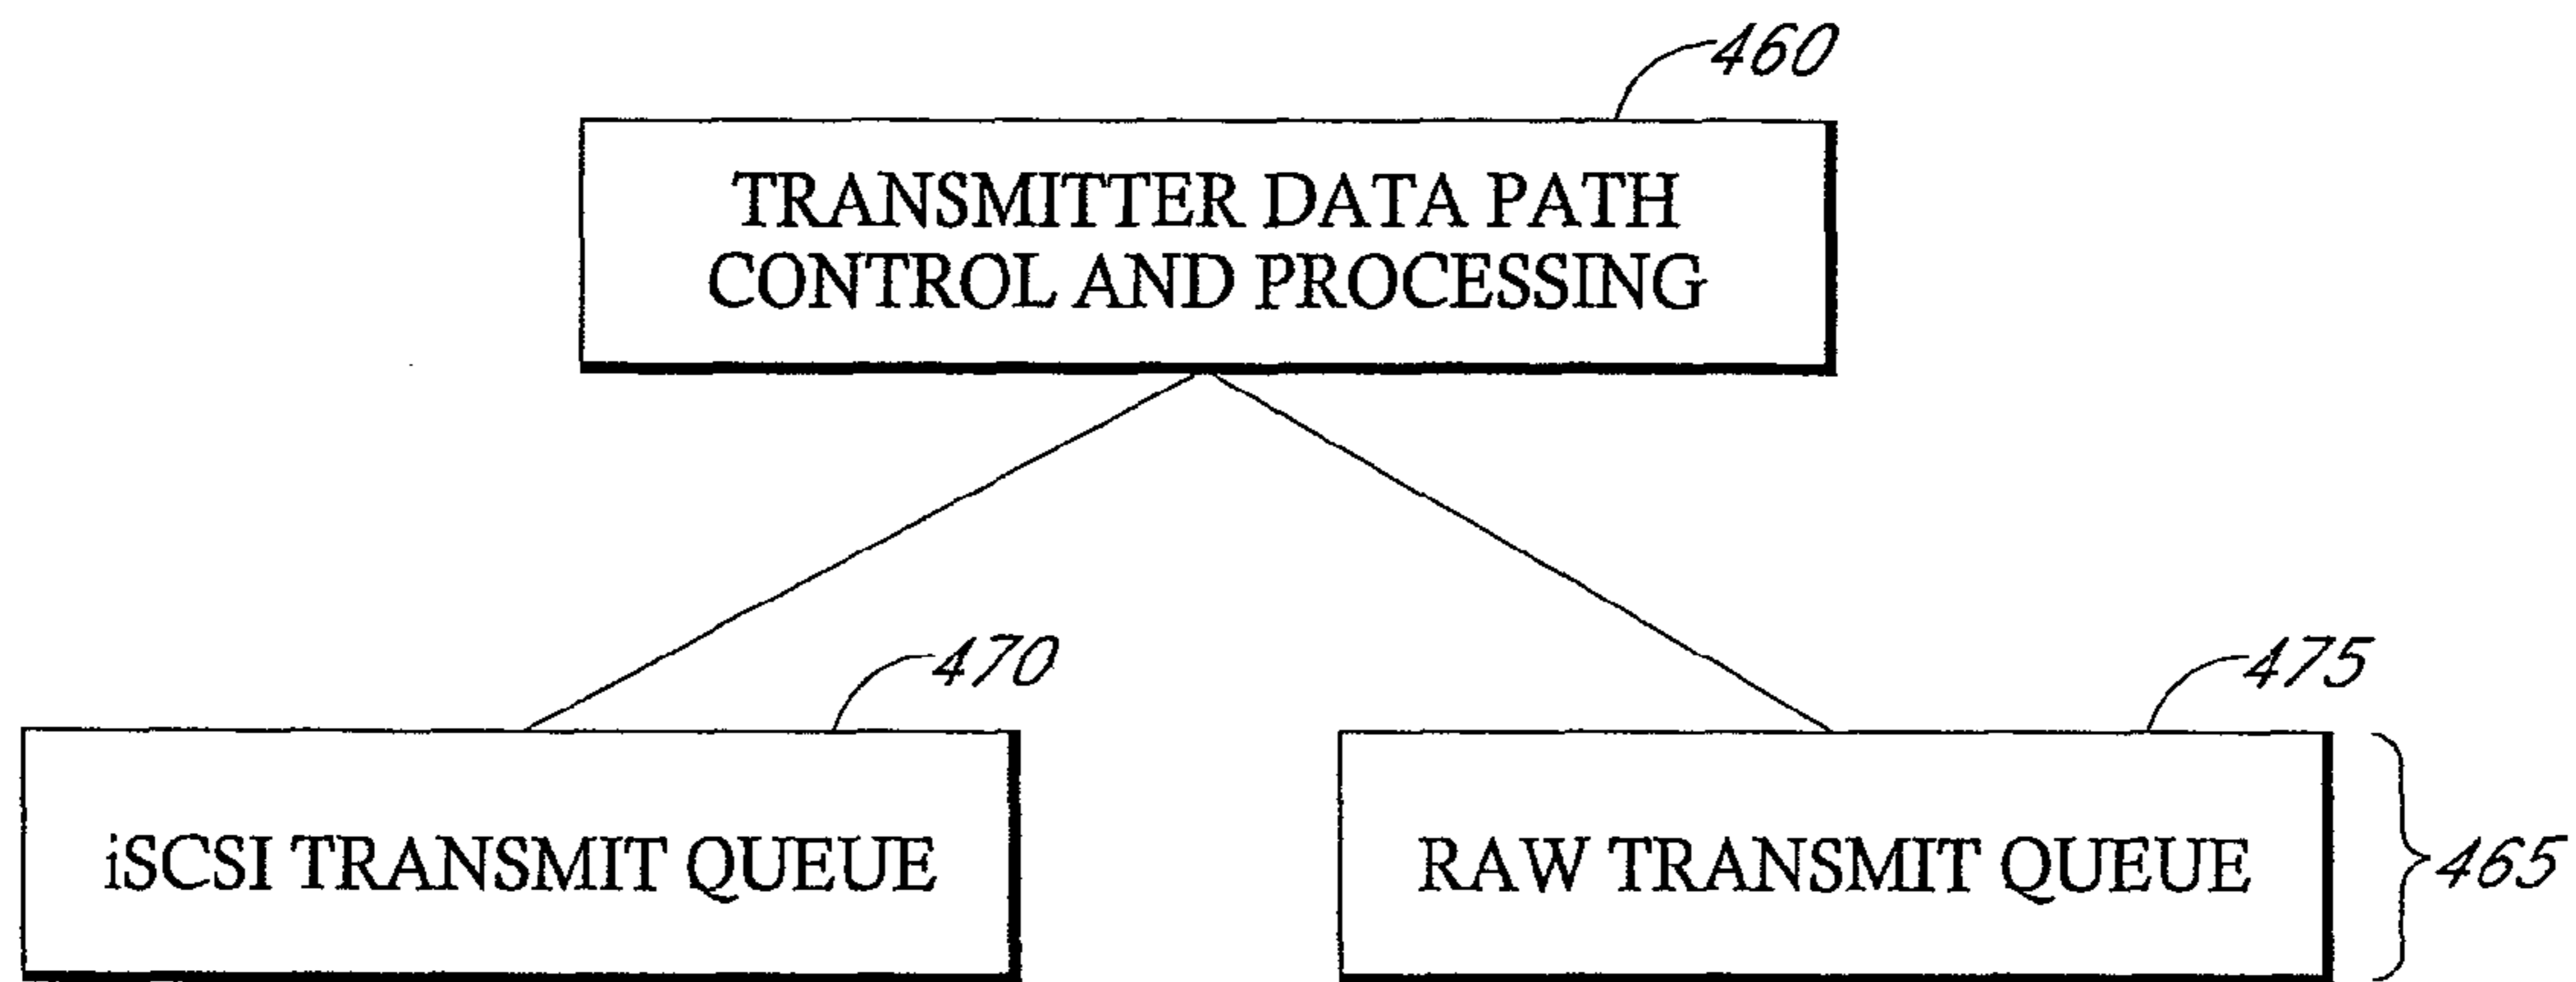 460
TRANSMITTER DATA PATH
CONTROL AND PROCESSING
470
475
iSCSI TRANSMIT QUEUE
RAW TRANSMIT QUEUE
465